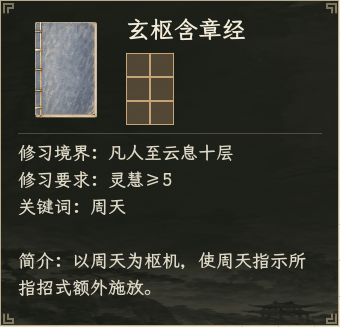 玄枢含章经
修习境界：凡人至云息十层
修习要求：灵慧≥5
关键词：周天
简介：以周天为枢机，使周天指示所
指招式额外施放。